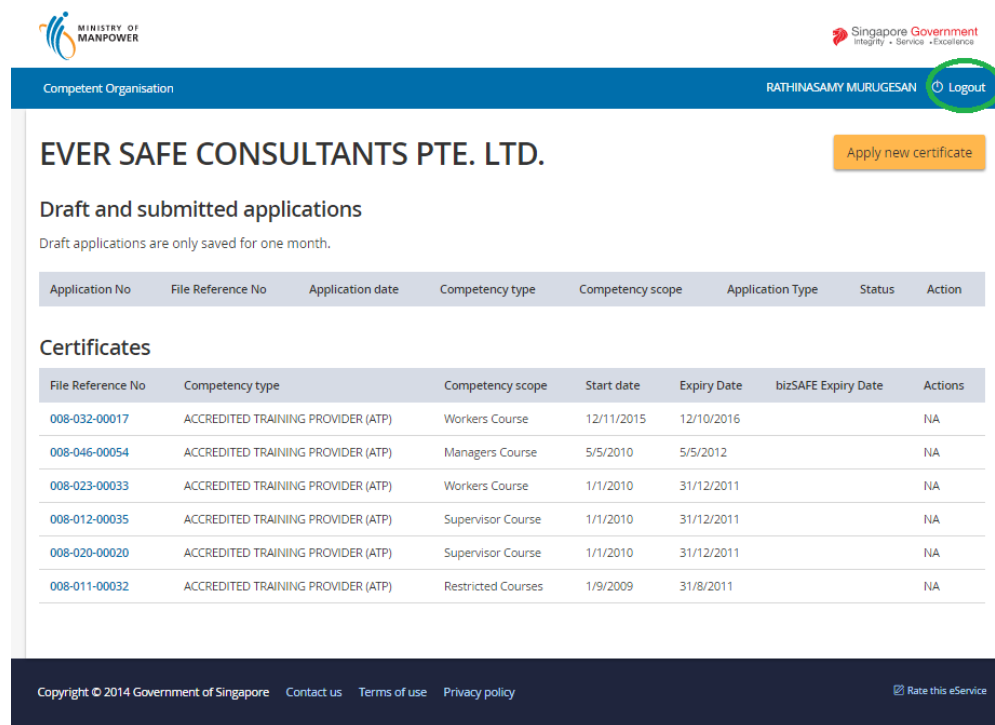 MINISTRY OF
MANPOWER
Singapore Government
Integrity • Service • Excellence
Competent Organisation RATHINASAMY MURUGESAN Logout
EVER SAFE CONSULTANTS PTE. LTD. Apply new certificate
Draft and submitted applications
Draft applications are only saved for one month.
Application No File Reference No Application date Competency type Competency scope Application Type Status Action
Certificates
File Reference No Competency type Competency scope Start date Expiry Date bizSAFE Expiry Date Actions
008-032-00017 ACCREDITED TRAINING PROVIDER (ATP) Workers Course 12/11/2015 12/10/2016 NA
008-046-00054 ACCREDITED TRAINING PROVIDER (ATP) Managers Course 5/5/2010 5/5/2012 NA
008-023-00033 ACCREDITED TRAINING PROVIDER (ATP) Workers Course 1/1/2010 31/12/2011 NA
008-012-00035 ACCREDITED TRAINING PROVIDER (ATP) Supervisor Course 1/1/2010 31/12/2011 NA
008-020-00020 ACCREDITED TRAINING PROVIDER (ATP) Supervisor Course 1/1/2010 31/12/2011 NA
008-011-00032 ACCREDITED TRAINING PROVIDER (ATP) Restricted Courses 1/9/2009 31/8/2011 NA
Copyright © 2014 Government of Singapore Contact us Terms of use Privacy policy Rate this eService